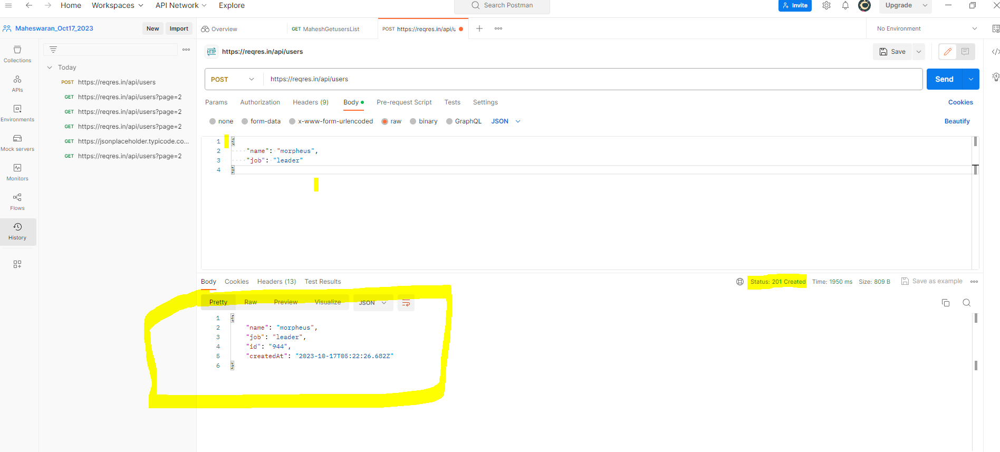 Home Workspaces API Network Explore Search Postman Invite Upgrade
Maheswaran_Oct17_2023 New Import Overview GET MaheshGetusersList POST https://reqres.in/api/u No Environment
Collections
APIs
Environments
Mock servers
Monitors
Flows
History
Today
POST https://reqres.in/api/users
GET https://reqres.in/api/users?page=2
GET https://reqres.in/api/users?page=2
GET https://reqres.in/api/users?page=2
GET https://jsonplaceholder.typicode.co...
GET https://reqres.in/api/users?page=2
HTTP https://reqres.in/api/users Save
POST https://reqres.in/api/users Send
Params Authorization Headers (9) Body Pre-request Script Tests Settings Cookies
none form-data x-www-form-urlencoded raw binary GraphQL JSON Beautify
1 {
2 "name": "morpheus",
3 "job": "leader"
4 }
Body Cookies Headers (13) Test Results Status: 201 Created Time: 1950 ms Size: 809 B Save as example
Pretty Raw Preview Visualize JSON
1 {
2 "name": "morpheus",
3 "job": "leader",
4 "id": "944",
5 "createdAt": "2023-10-17T05:22:26.682Z"
6 }